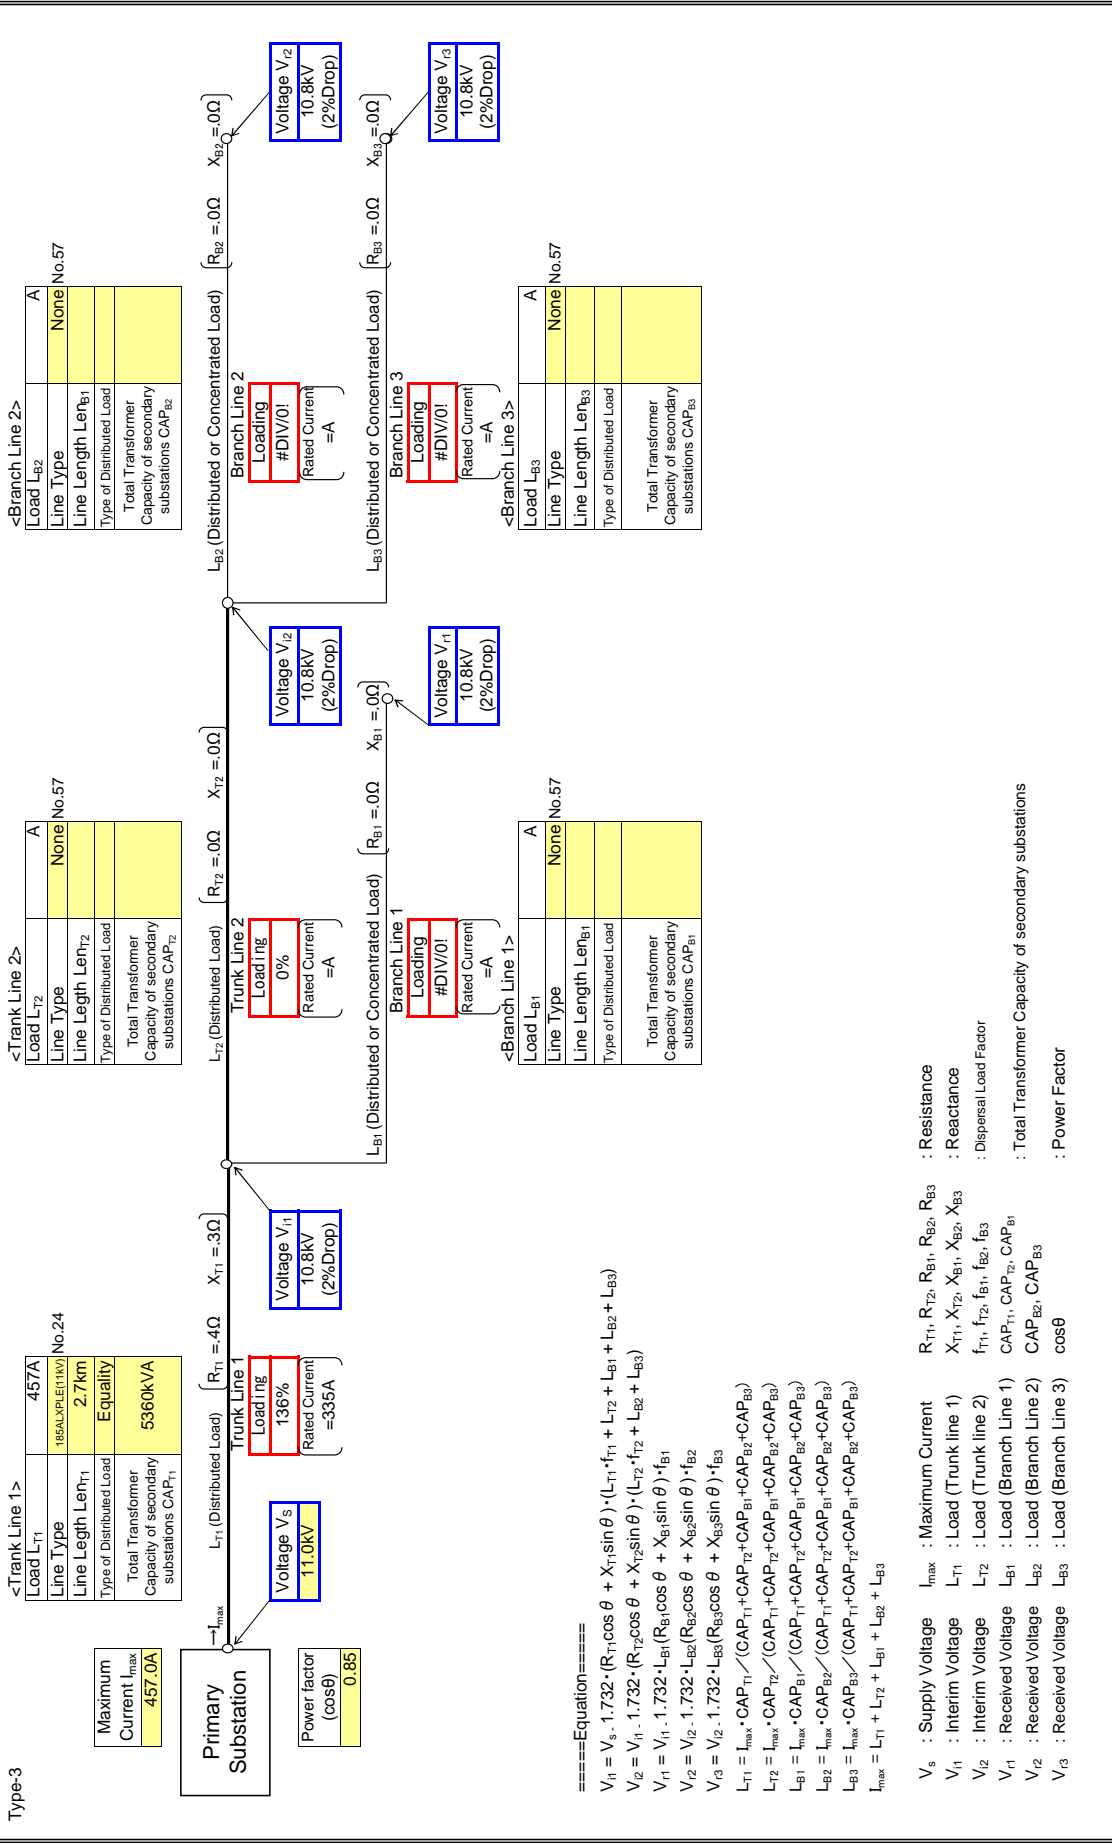 Type-3
Maximum
Current Imax
457.0A
Primary
Substation
→Imax
Power factor
(cosθ)
0.85
Voltage VS
11.0kV
<Trank Line 1>
Load LT1 457A
Line Type 185ALXPLE(11kV) No.24
Line Legth LenT1 2.7km
Type of Distributed Load Equality
Total Transformer
Capacity of secondary
substations CAPT1
5360kVA
LT1 (Distributed Load)
RT1 =.4Ω XT1 =.3Ω
Trunk Line 1
Loading
136%
Rated Current
=335A
Voltage Vi1
10.8kV
(2%Drop)
<Trank Line 2>
Load LT2 A
Line Type None No.57
Line Length LenT2
Type of Distributed Load
Total Transformer
Capacity of secondary
substations CAPT2
LT2 (Distributed Load)
RT2 =.0Ω XT2 =.0Ω
Trunk Line 2
Loading
0%
Rated Current
=A
Voltage Vi2
10.8kV
(2%Drop)
LB1 (Distributed or Concentrated Load)
RB1 =.0Ω XB1 =.0Ω
Branch Line 1
Loading
#DIV/0!
Rated Current
=A
Voltage Vr1
10.8kV
(2%Drop)
<Branch Line 1>
Load LB1 A
Line Type None No.57
Line Length LenB1
Type of Distributed Load
Total Transformer
Capacity of secondary
substations CAPB1
<Branch Line 2>
Load LB2 A
Line Type None No.57
Line Length LenB1
Type of Distributed Load
Total Transformer
Capacity of secondary
substations CAPB2
LB2 (Distributed or Concentrated Load)
RB2 =.0Ω XB2 =.0Ω
Branch Line 2
Loading
#DIV/0!
Rated Current
=A
Voltage Vr2
10.8kV
(2%Drop)
LB3 (Distributed or Concentrated Load)
RB3 =.0Ω XB3 =.0Ω
Branch Line 3
Loading
#DIV/0!
Rated Current
=A
Voltage Vr3
10.8kV
(2%Drop)
<Branch Line 3>
Load LB3 A
Line Type None No.57
Line Length LenB3
Type of Distributed Load
Total Transformer
Capacity of secondary
substations CAPB3
=====Equation=====
Vi1 = Vs - 1.732・(RT1cos θ + XT1sin θ)・(LT1・fT1 + LT2 + LB1 + LB2 + LB3)
Vi2 = Vi1 - 1.732・(RT2cos θ + XT2sin θ)・(LT2・fT2 + LB2 + LB3)
Vr1 = Vi1 - 1.732・LB1(RB1cos θ + XB1sin θ)・fB1
Vr2 = Vi2 - 1.732・LB2(RB2cos θ + XB2sin θ)・fB2
Vr3 = Vi2 - 1.732・LB3(RB3cos θ + XB3sin θ)・fB3
LT1 = Imax・CAPT1／(CAPT1+CAPT2+CAPB1+CAPB2+CAPB3)
LT2 = Imax・CAPT2／(CAPT1+CAPT2+CAPB1+CAPB2+CAPB3)
LB1 = Imax・CAPB1／(CAPT1+CAPT2+CAPB1+CAPB2+CAPB3)
LB2 = Imax・CAPB2／(CAPT1+CAPT2+CAPB1+CAPB2+CAPB3)
LB3 = Imax・CAPB3／(CAPT1+CAPT2+CAPB1+CAPB2+CAPB3)
Imax = LT1 + LT2 + LB1 + LB2 + LB3
Vs : Supply Voltage Imax : Maximum Current RT1, RT2, RB1, RB2, RB3 : Resistance
Vi1 : Interim Voltage LT1 : Load (Trunk line 1) XT1, XT2, XB1, XB2, XB3 : Reactance
Vi2 : Interim Voltage LT2 : Load (Trunk line 2) fT1, fT2, fB1, fB2, fB3 : Dispersal Load Factor
Vr1 : Received Voltage LB1 : Load (Branch Line 1) CAPT1, CAPT2, CAPB1
Vr2 : Received Voltage LB2 : Load (Branch Line 2) CAPB2, CAPB3 : Total Transformer Capacity of secondary substations
Vr3 : Received Voltage LB3 : Load (Branch Line 3) cosθ : Power Factor